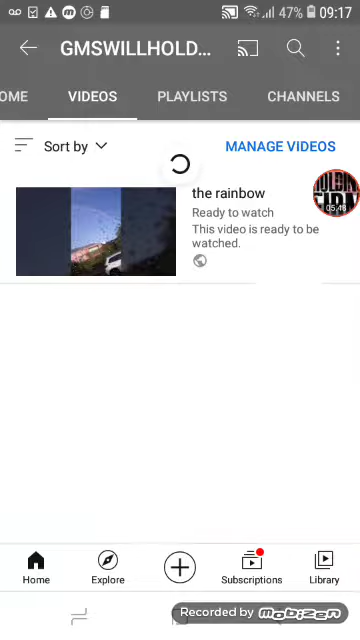 47% 09:17
GMSWILLHOLD...
OME VIDEOS PLAYLISTS CHANNELS
Sort by MANAGE VIDEOS
the rainbow
Ready to watch
This video is ready to be
watched.
05:48
Home Explore Subscriptions Library
Recorded by mobizen